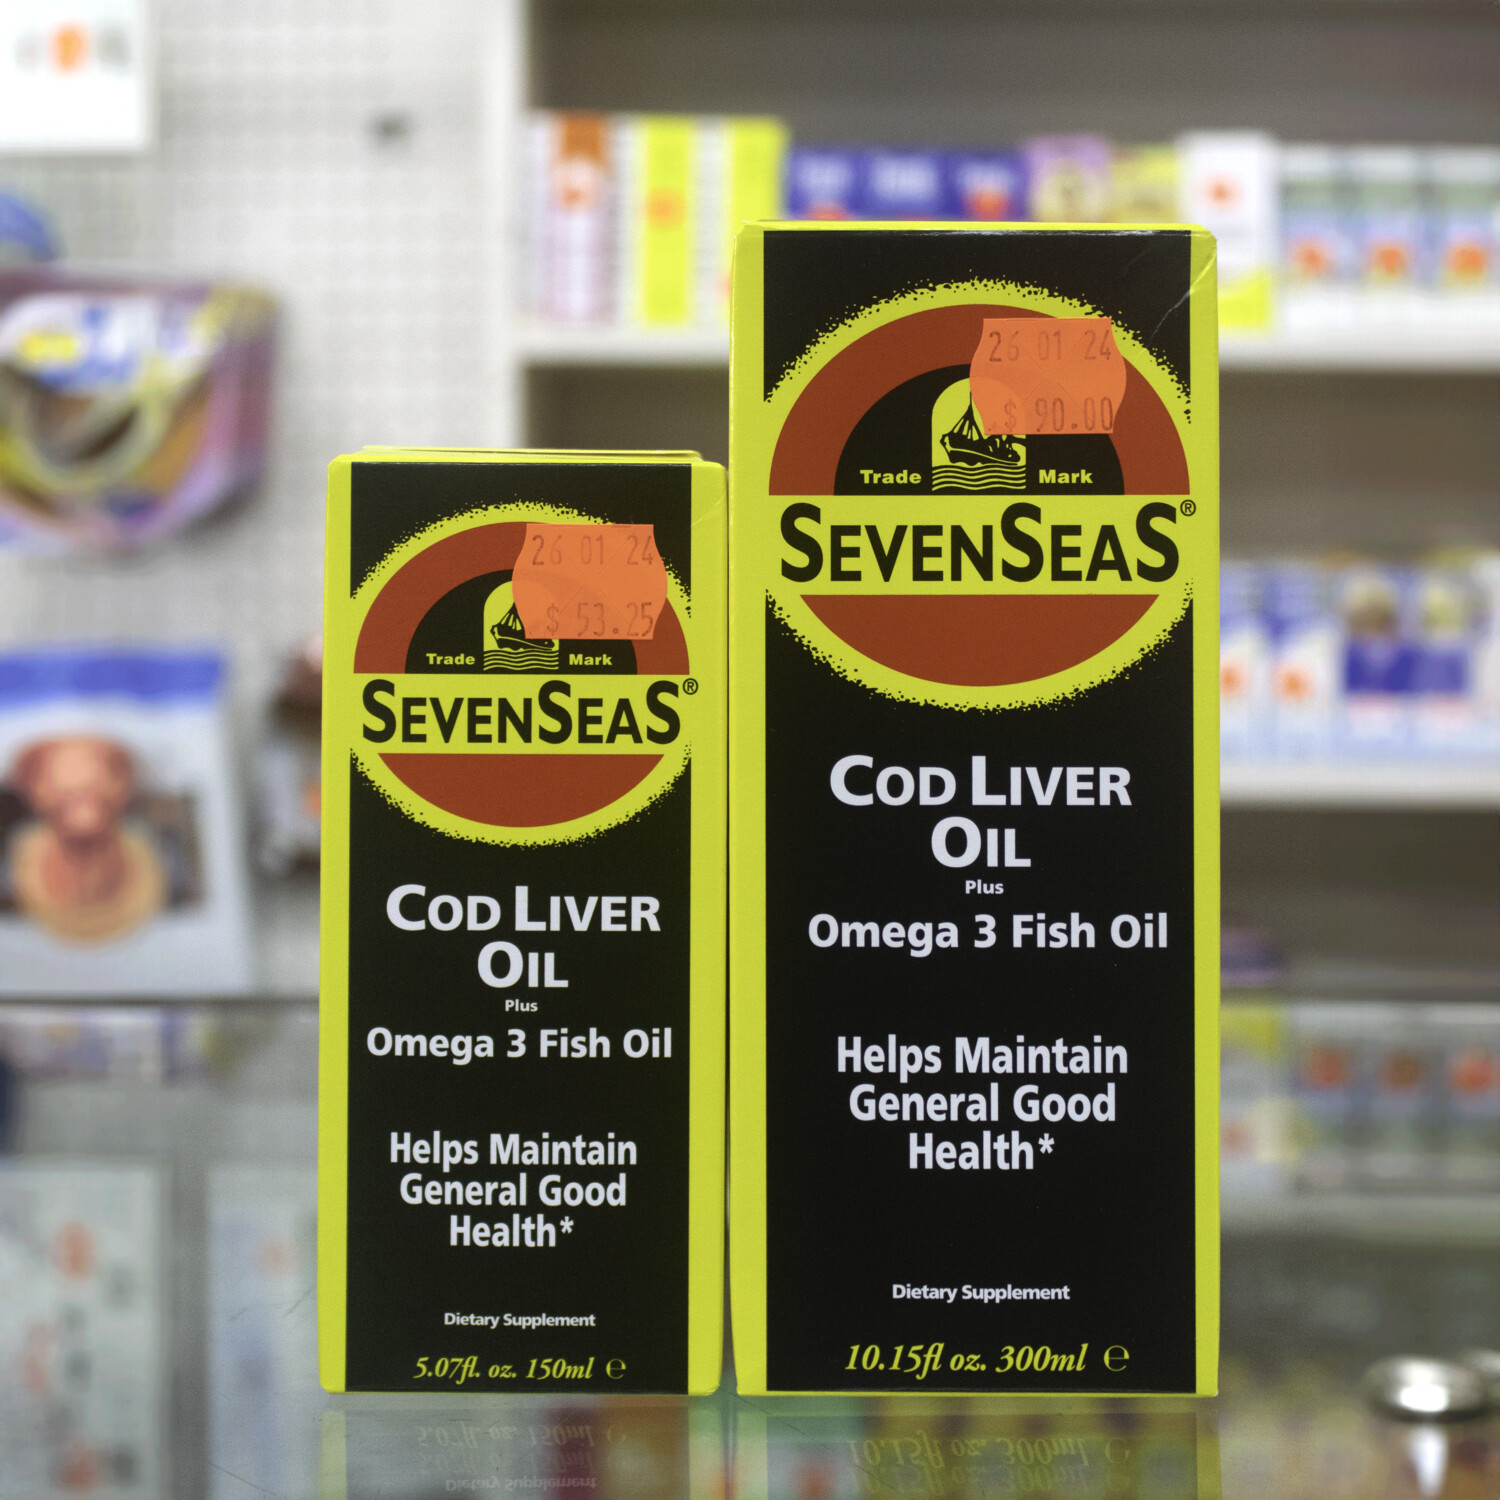 26 01 24
$ 53.25
Trade Mark
SEVENSEAS®
COD LIVER
OIL
Plus
Omega 3 Fish Oil
Helps Maintain
General Good
Health*
Dietary Supplement
5.07fl. oz. 150ml ℮
26 01 24
$ 90.00
Trade Mark
SEVENSEAS®
COD LIVER
OIL
Plus
Omega 3 Fish Oil
Helps Maintain
General Good
Health*
Dietary Supplement
10.15fl oz. 300ml ℮